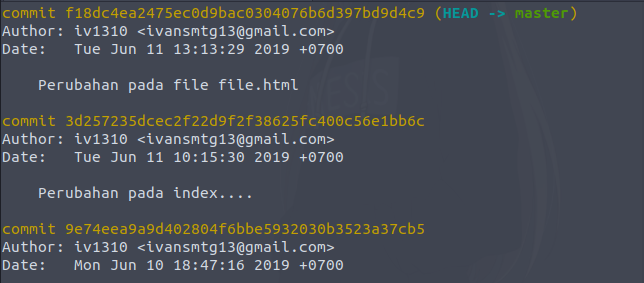 commit f18dc4ea2475ec0d9bac0304076b6d397bd9d4c9 (HEAD -> master)
Author: iv1310 <ivansmtg13@gmail.com>
Date:   Tue Jun 11 13:13:29 2019 +0700
    Perubahan pada file file.html
commit 3d257235dcec2f22d9f2f38625fc400c56e1bb6c
Author: iv1310 <ivansmtg13@gmail.com>
Date:   Tue Jun 11 10:15:30 2019 +0700
    Perubahan pada index....
commit 9e74eea9a9d402804f6bbe5932030b3523a37cb5
Author: iv1310 <ivansmtg13@gmail.com>
Date:   Mon Jun 10 18:47:16 2019 +0700